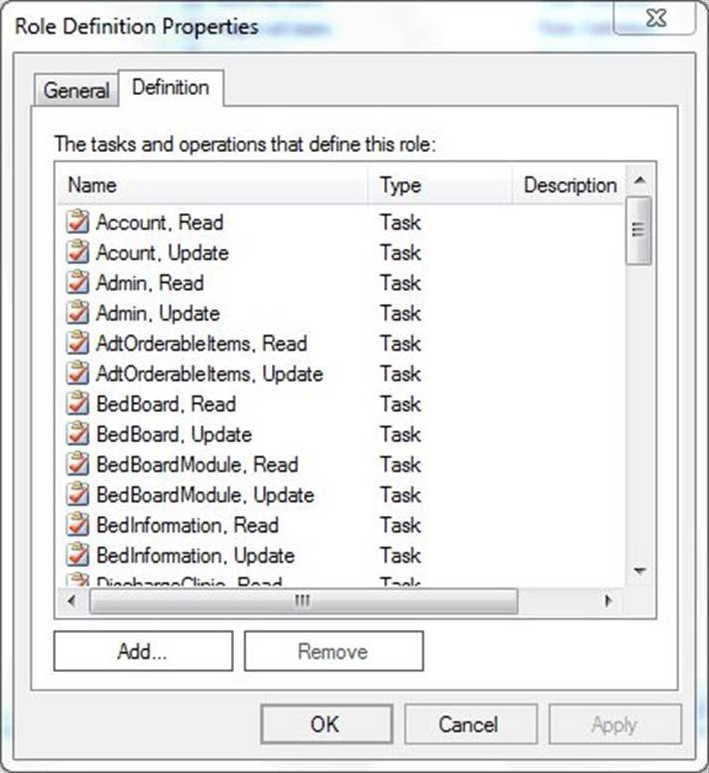 Role Definition Properties
General
Definition
The tasks and operations that define this role:
Name Type Description
Account, Read Task
Acount, Update Task
Admin, Read Task
Admin, Update Task
AdtOrderableItems, Read Task
AdtOrderableItems, Update Task
BedBoard, Read Task
BedBoard, Update Task
BedBoardModule, Read Task
BedBoardModule, Update Task
BedInformation, Read Task
BedInformation, Update Task
DischargeClinic, Read Task
Add...
Remove
OK
Cancel
Apply